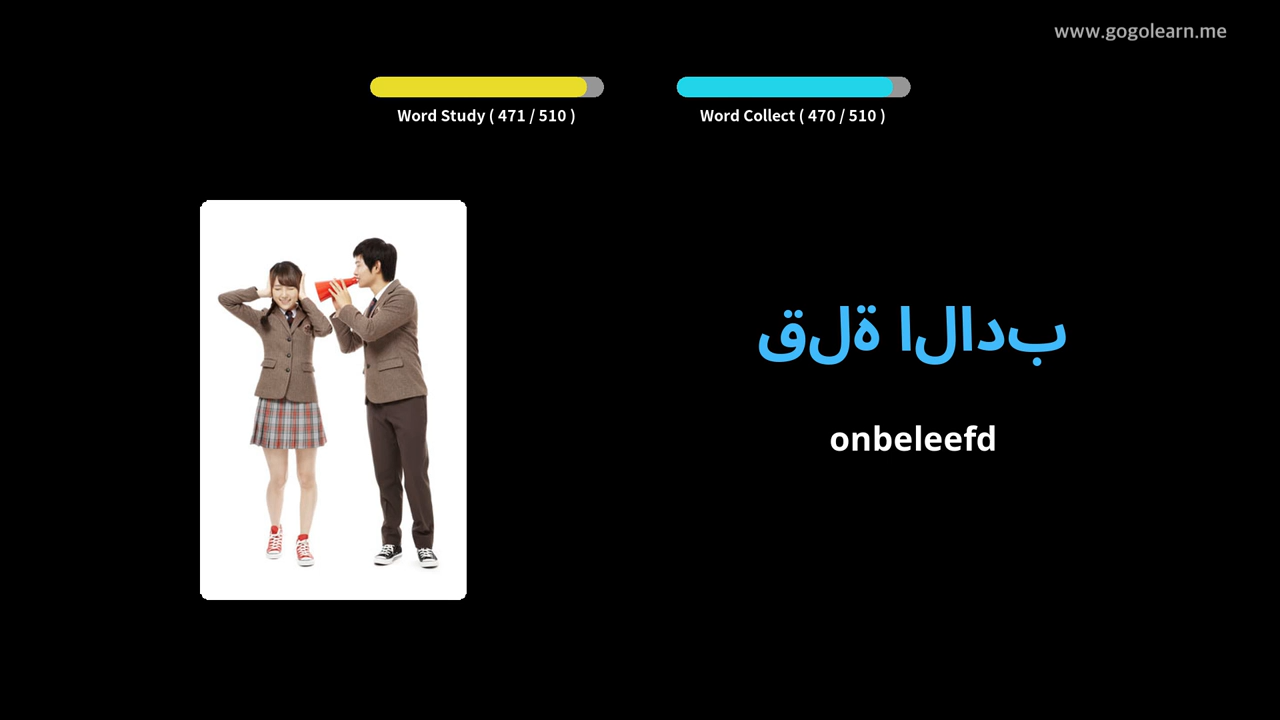 www.gogolearn.me
Word Study ( 471 / 510 )
Word Collect ( 470 / 510 )
قلة الادب
onbeleefd